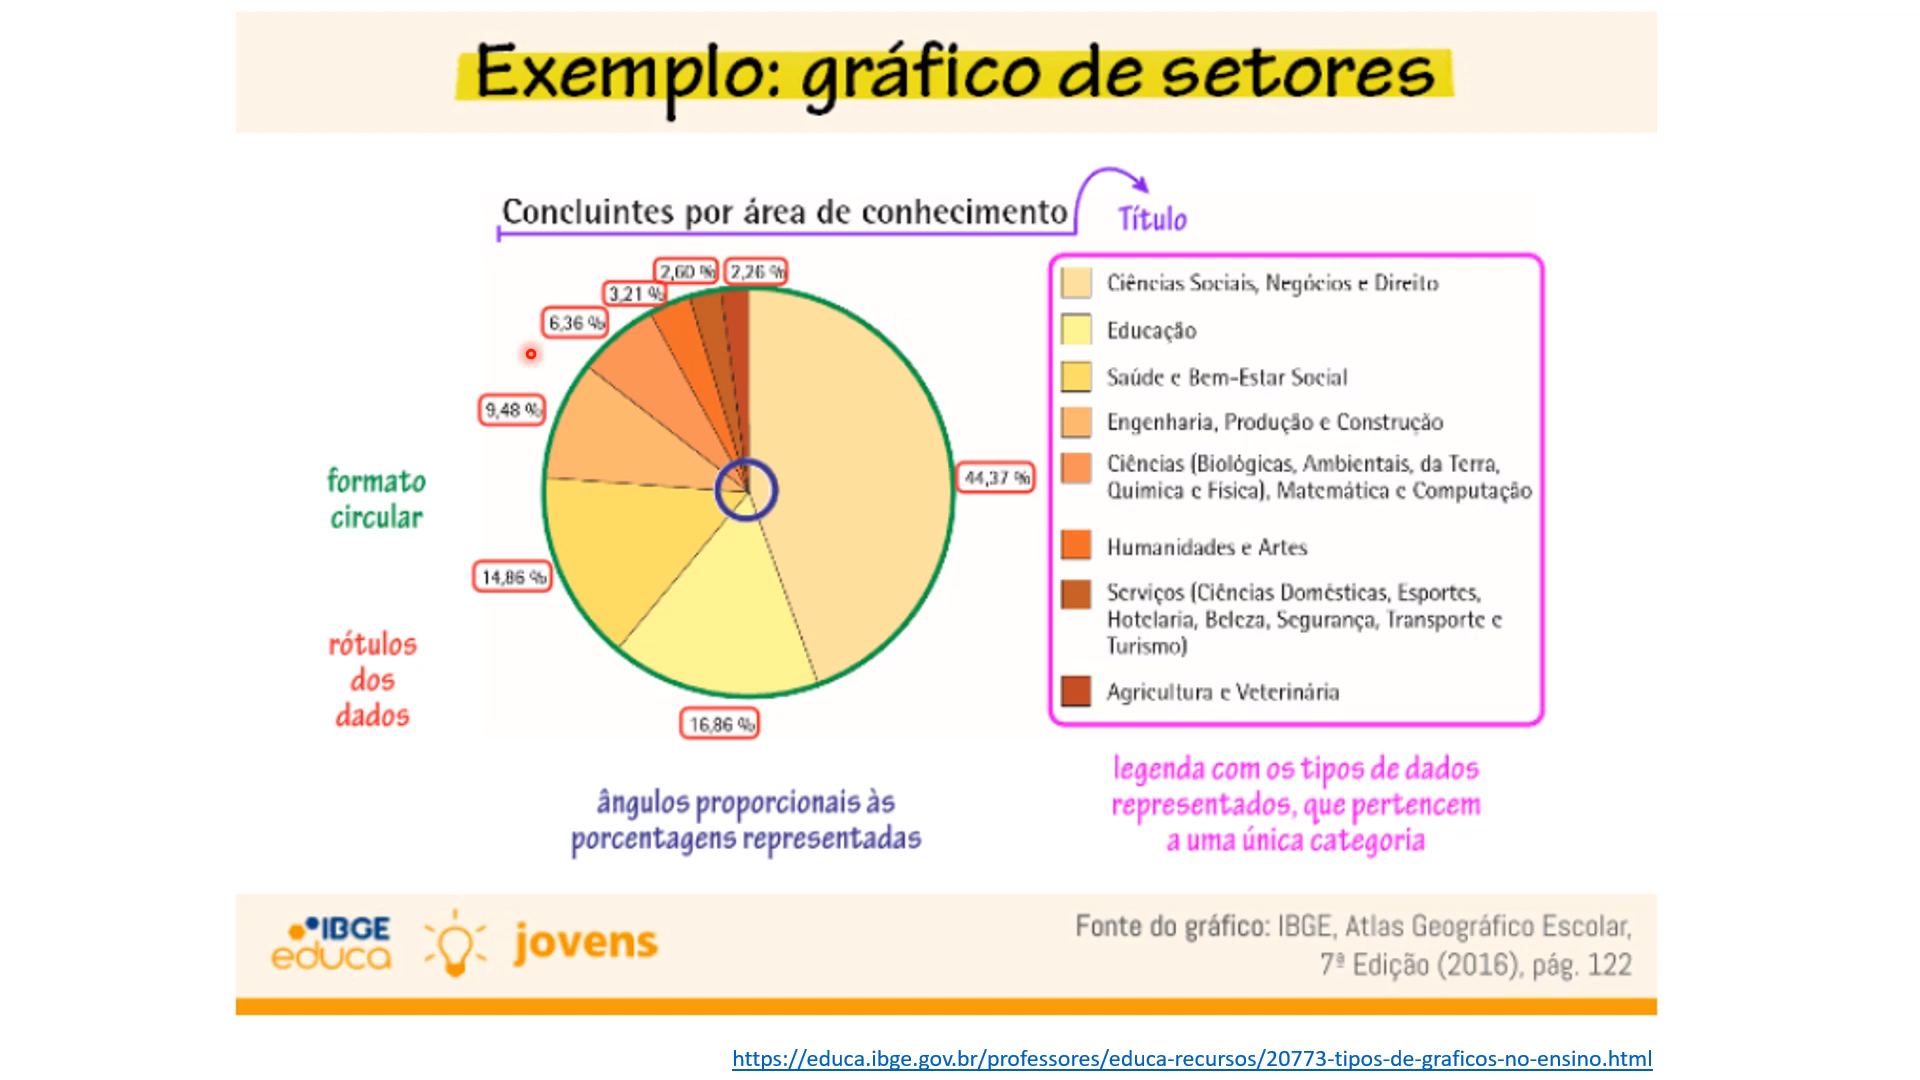 Exemplo: gráfico de setores
Concluintes por área de conhecimento
Título
2,60 %
2,26 %
3,21 %
6,36 %
9,48 %
44,37 %
14,86 %
16,86 %
formato
circular
rótulos
dos
dados
Ciências Sociais, Negócios e Direito
Educação
Saúde e Bem-Estar Social
Engenharia, Produção e Construção
Ciências (Biológicas, Ambientais, da Terra,
Química e Física), Matemática e Computação
Humanidades e Artes
Serviços (Ciências Domésticas, Esportes,
Hotelaria, Beleza, Segurança, Transporte e
Turismo)
Agricultura e Veterinária
ângulos proporcionais às
porcentagens representadas
legenda com os tipos de dados
representados, que pertencem
a uma única categoria
IBGE
educa
jovens
Fonte do gráfico: IBGE, Atlas Geográfico Escolar,
7ª Edição (2016), pág. 122
https://educa.ibge.gov.br/professores/educa-recursos/20773-tipos-de-graficos-no-ensino.html